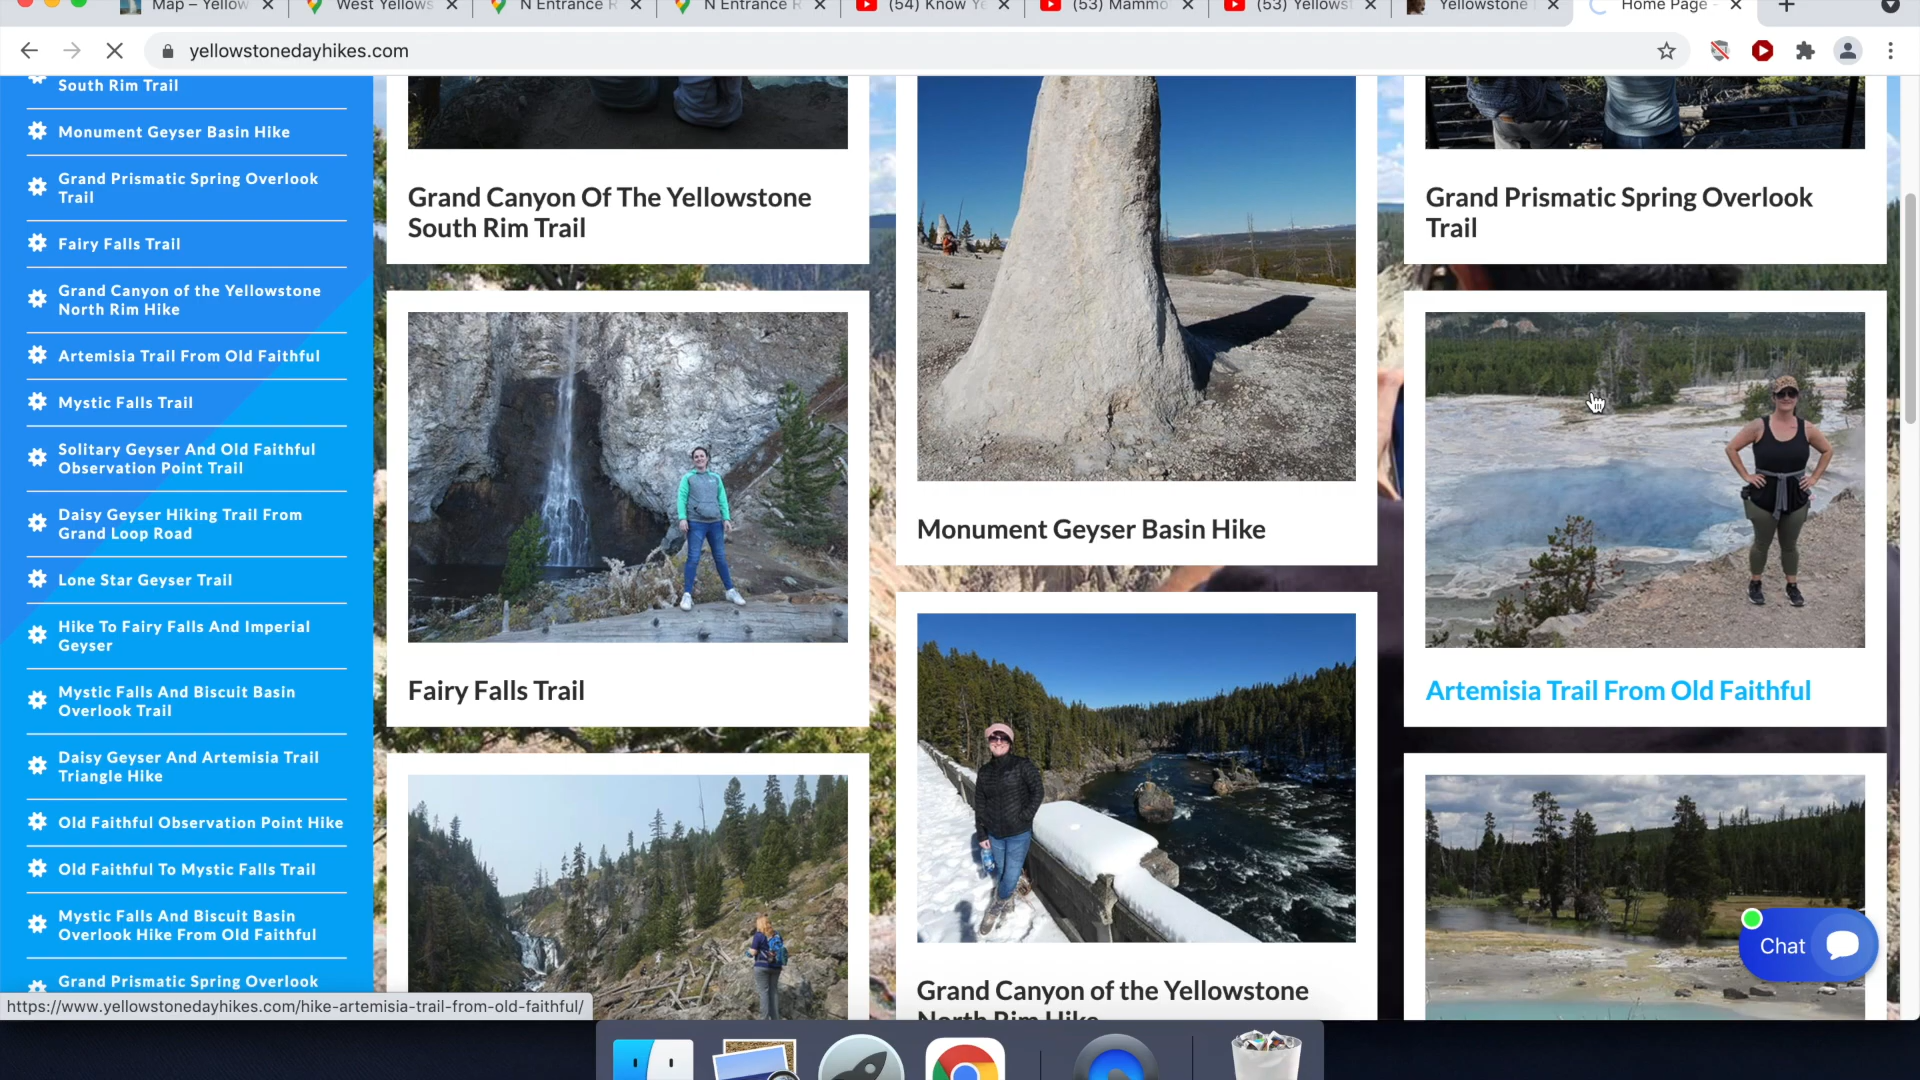 Map – Yellow
West Yellows
N Entrance R
N Entrance R
(54) Know Ye
(53) Mammo
(53) Yellows
Yellowstone
Home Page -
yellowstonedayhikes.com
South Rim Trail
Monument Geyser Basin Hike
Grand Prismatic Spring Overlook
Trail
Fairy Falls Trail
Grand Canyon of the Yellowstone
North Rim Hike
Artemisia Trail From Old Faithful
Mystic Falls Trail
Solitary Geyser And Old Faithful
Observation Point Trail
Daisy Geyser Hiking Trail From
Grand Loop Road
Lone Star Geyser Trail
Hike To Fairy Falls And Imperial
Geyser
Mystic Falls And Biscuit Basin
Overlook Trail
Daisy Geyser And Artemisia Trail
Triangle Hike
Old Faithful Observation Point Hike
Old Faithful To Mystic Falls Trail
Mystic Falls And Biscuit Basin
Overlook Hike From Old Faithful
Grand Prismatic Spring Overlook
https://www.yellowstonedayhikes.com/hike-artemisia-trail-from-old-faithful/
Grand Canyon Of The Yellowstone
South Rim Trail
Fairy Falls Trail
Monument Geyser Basin Hike
Grand Canyon of the Yellowstone
North Rim Hike
Grand Prismatic Spring Overlook
Trail
Artemisia Trail From Old Faithful
Chat